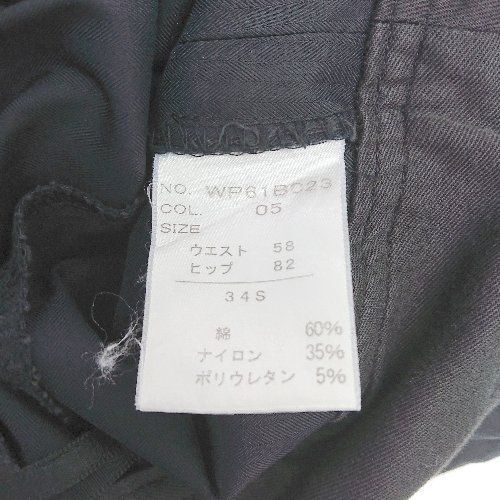 NO. WP61B023
COL. 05
SIZE
ウエスト 58
ヒップ 82
34S
綿 60%
ナイロン 35%
ポリウレタン 5%